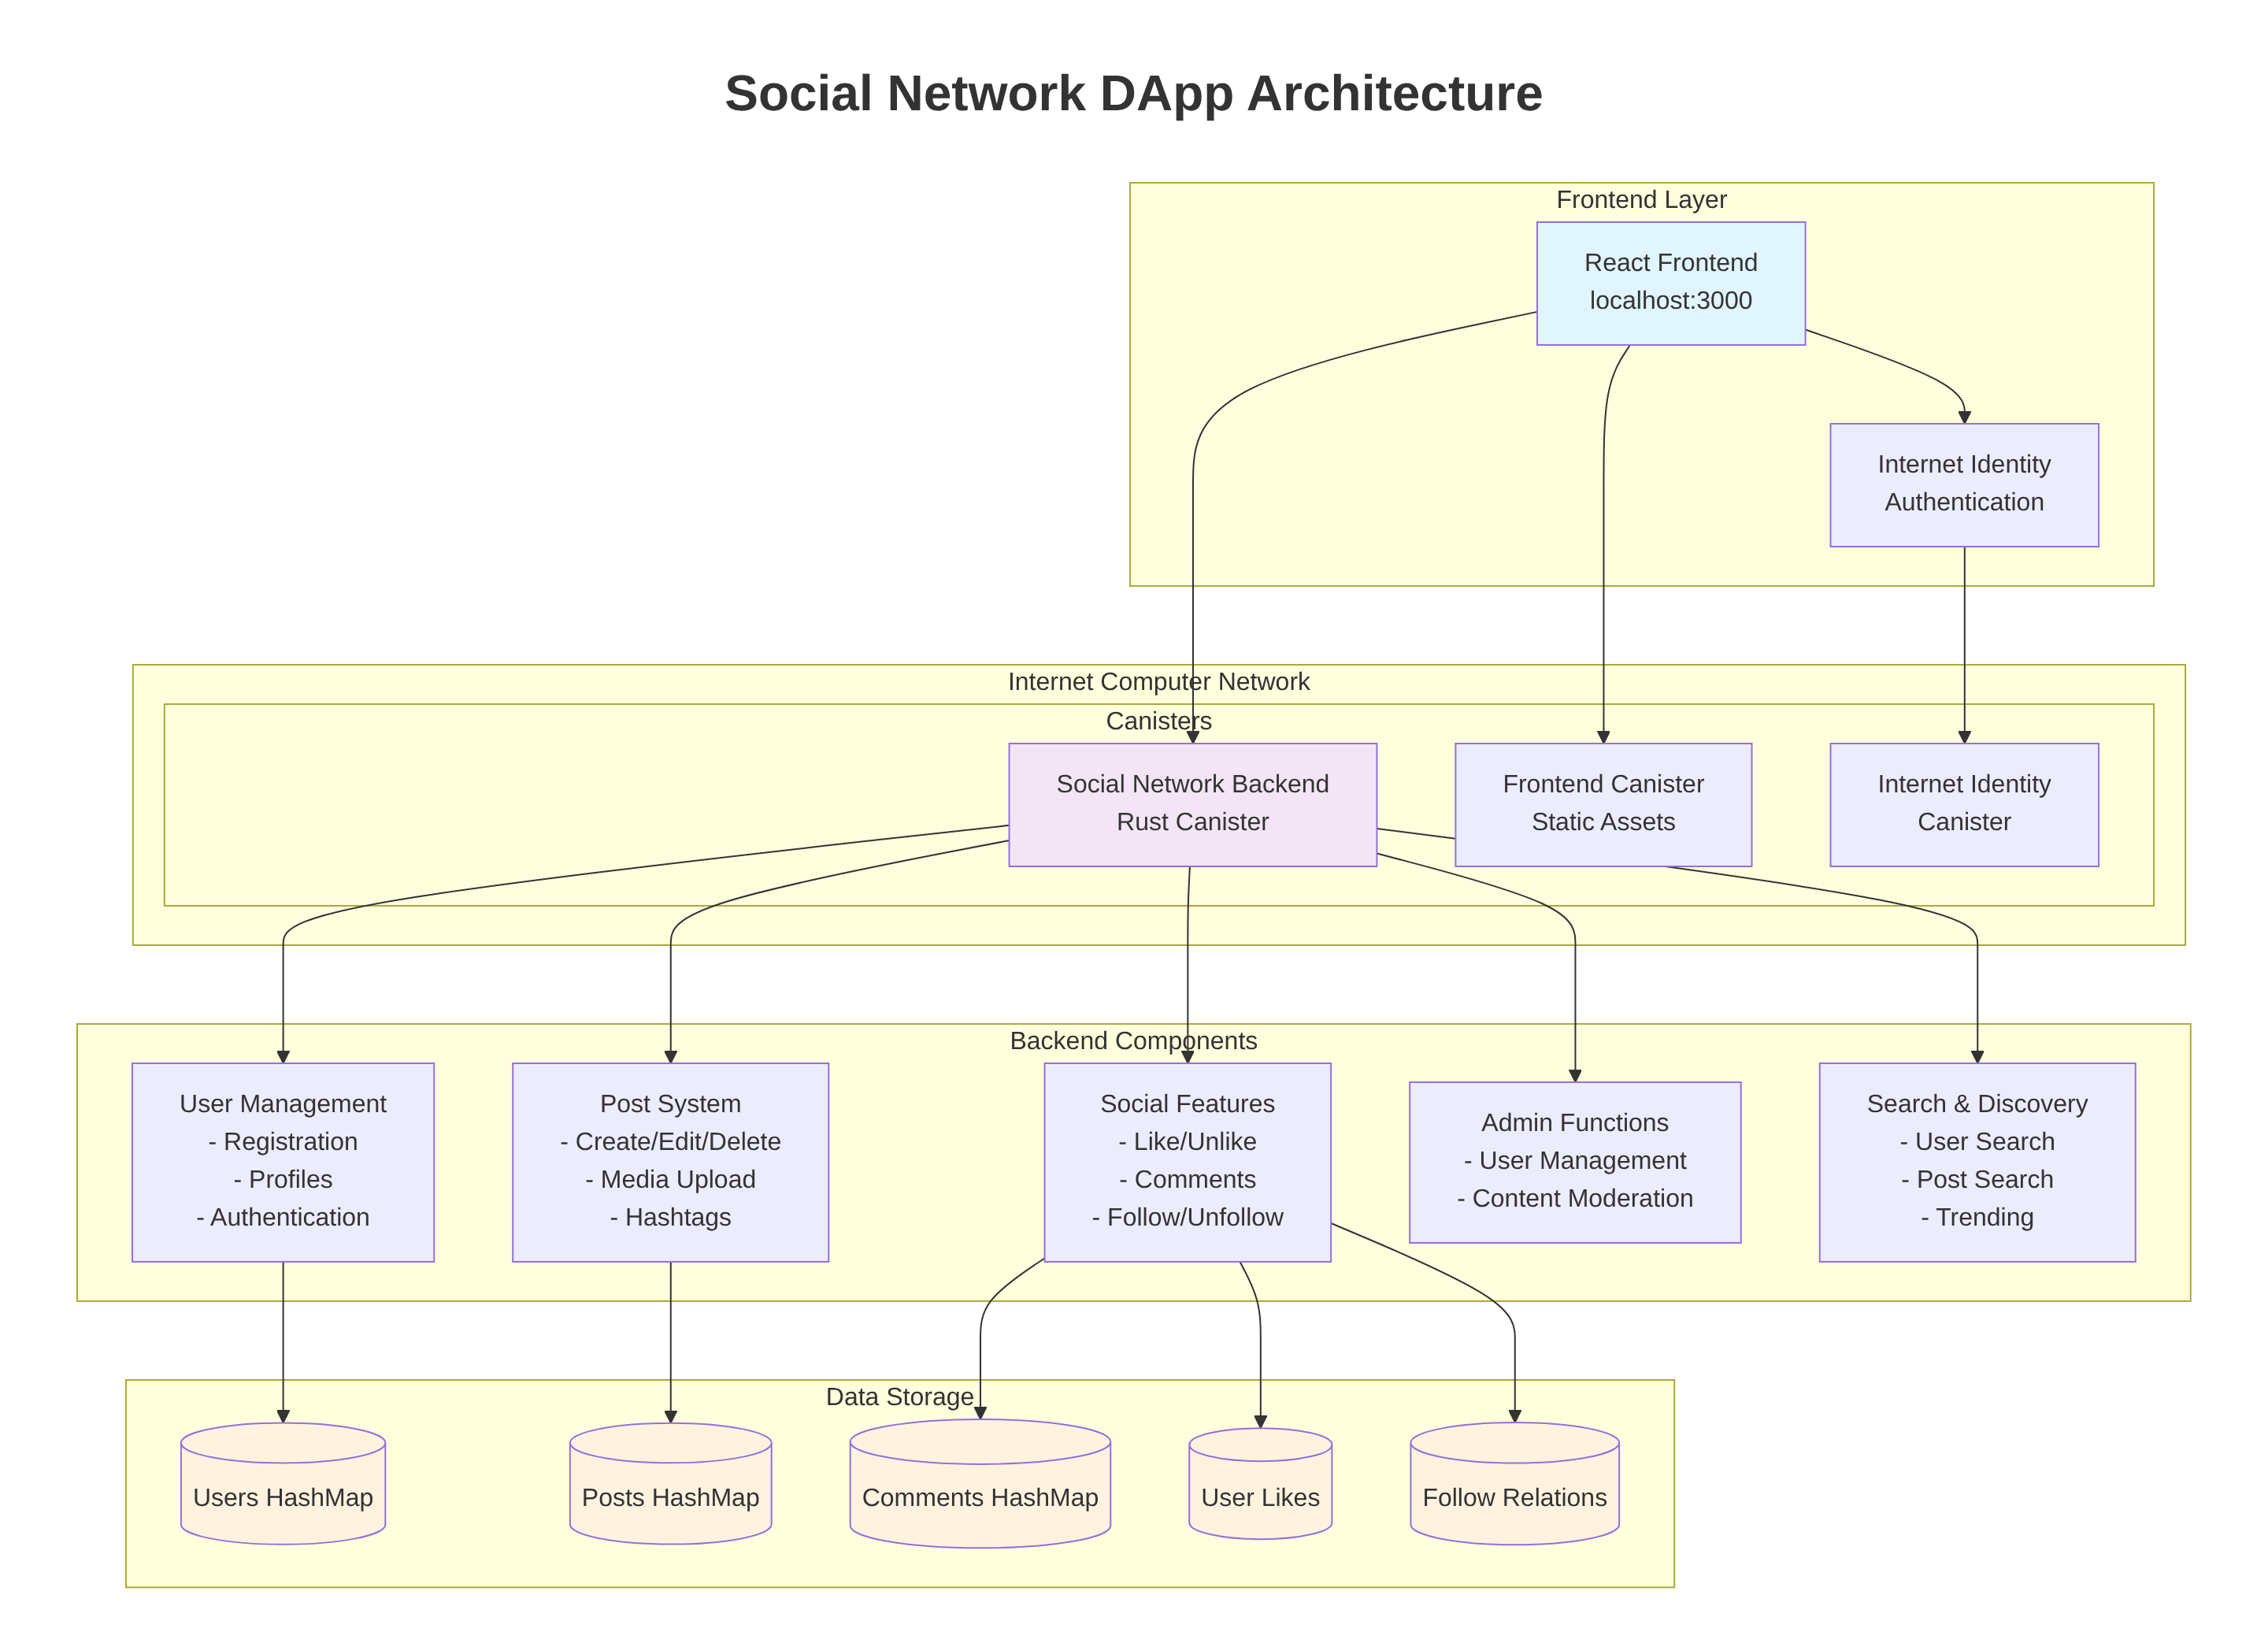 Social Network DApp Architecture
Frontend Layer
React Frontend
localhost:3000
Internet Identity
Authentication
Internet Computer Network
Canisters
Social Network Backend
Rust Canister
Frontend Canister
Static Assets
Internet Identity
Canister
Backend Components
User Management
- Registration
- Profiles
- Authentication
Post System
- Create/Edit/Delete
- Media Upload
- Hashtags
Social Features
- Like/Unlike
- Comments
- Follow/Unfollow
Admin Functions
- User Management
- Content Moderation
Search & Discovery
- User Search
- Post Search
- Trending
Data Storage
Users HashMap
Posts HashMap
Comments HashMap
User Likes
Follow Relations